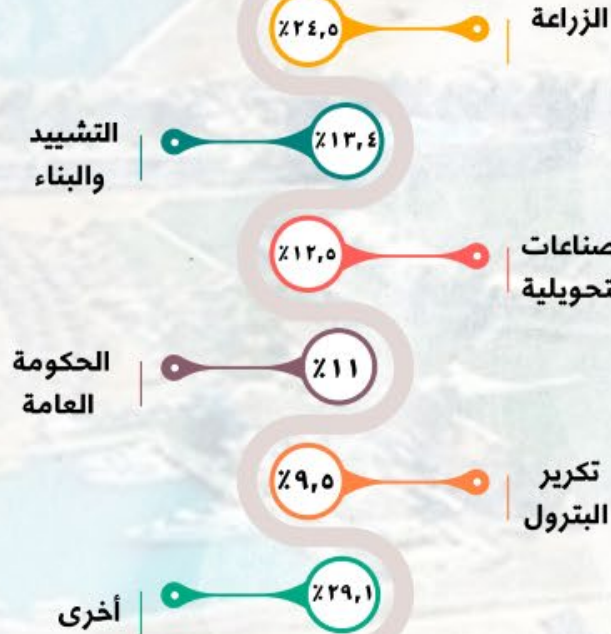 الزراعة
٪٢٤,٥
التشييد
والبناء
٪١٣,٤
صناعات
تحويلية
٪١٢,٥
الحكومة
العامة
٪١١
تكرير
البترول
٪٩,٥
أخرى
٪٢٩,١